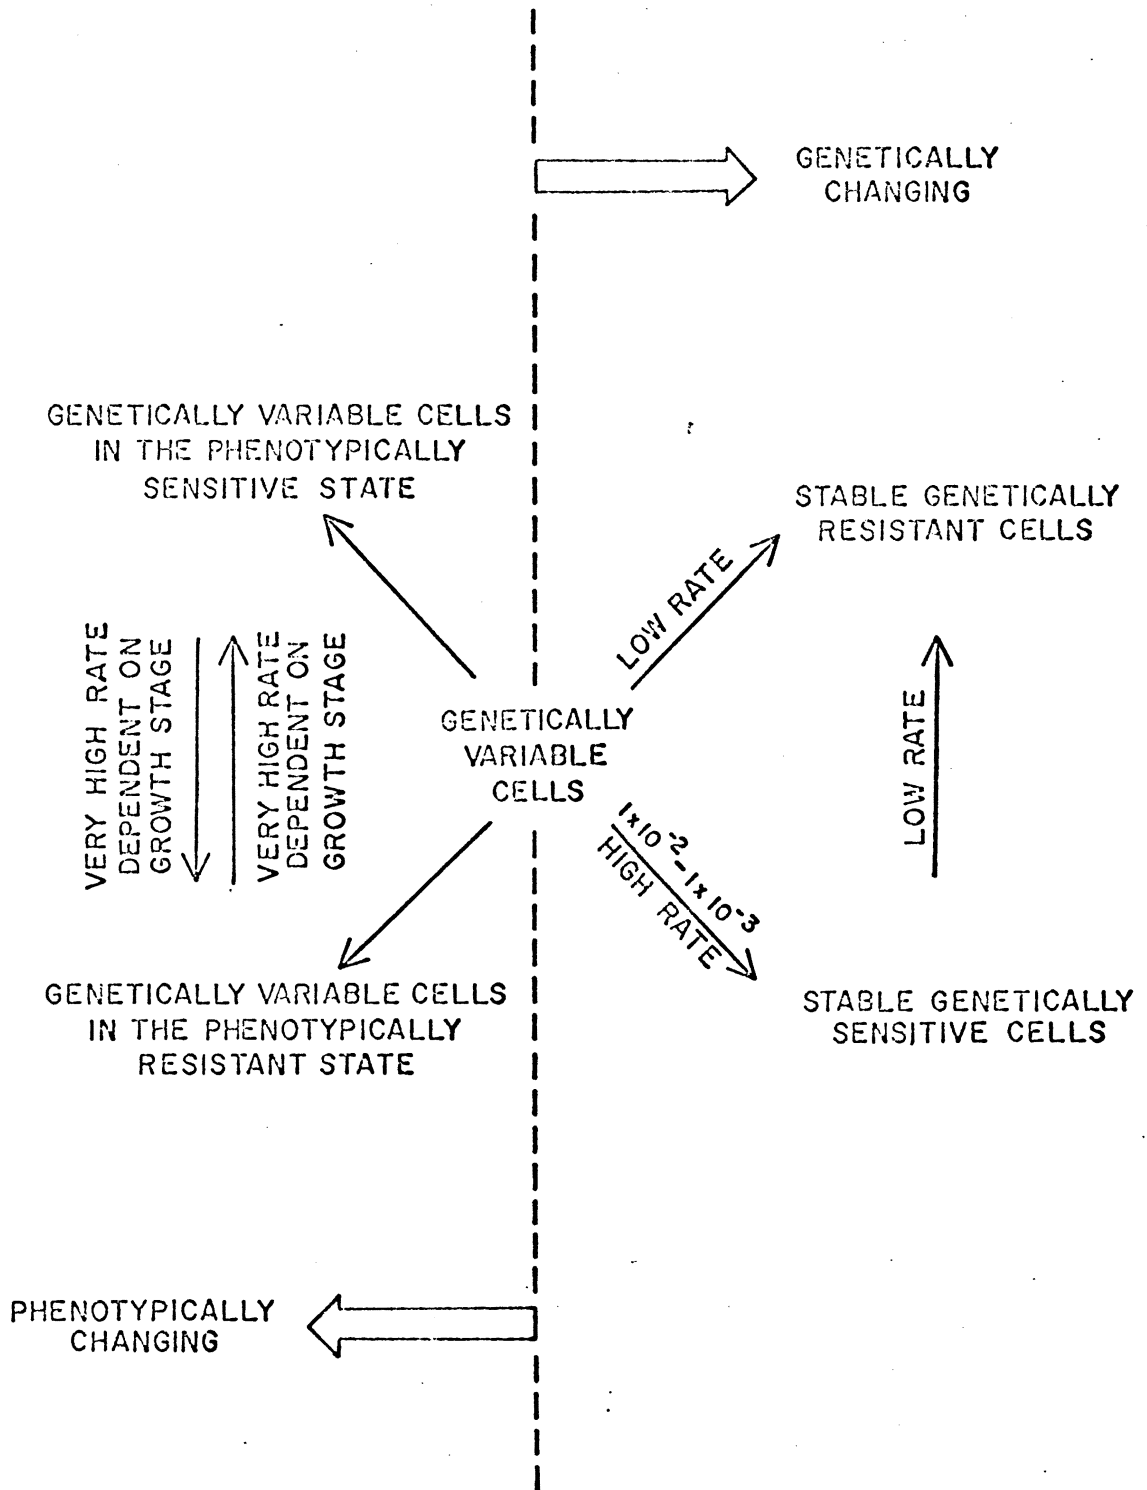 GENETICALLY
CHANGING
GENETICALLY VARIABLE CELLS
IN THE PHENOTYPICALLY
SENSITIVE STATE
STABLE GENETICALLY
RESISTANT CELLS
LOW RATE
VERY HIGH RATE
DEPENDENT ON
GROWTH STAGE
VERY HIGH RATE
DEPENDENT ON
GROWTH STAGE
GENETICALLY
VARIABLE
CELLS
LOW RATE
1x10⁻²-1x10⁻³
HIGH RATE
GENETICALLY VARIABLE CELLS
IN THE PHENOTYPICALLY
RESISTANT STATE
STABLE GENETICALLY
SENSITIVE CELLS
PHENOTYPICALLY
CHANGING